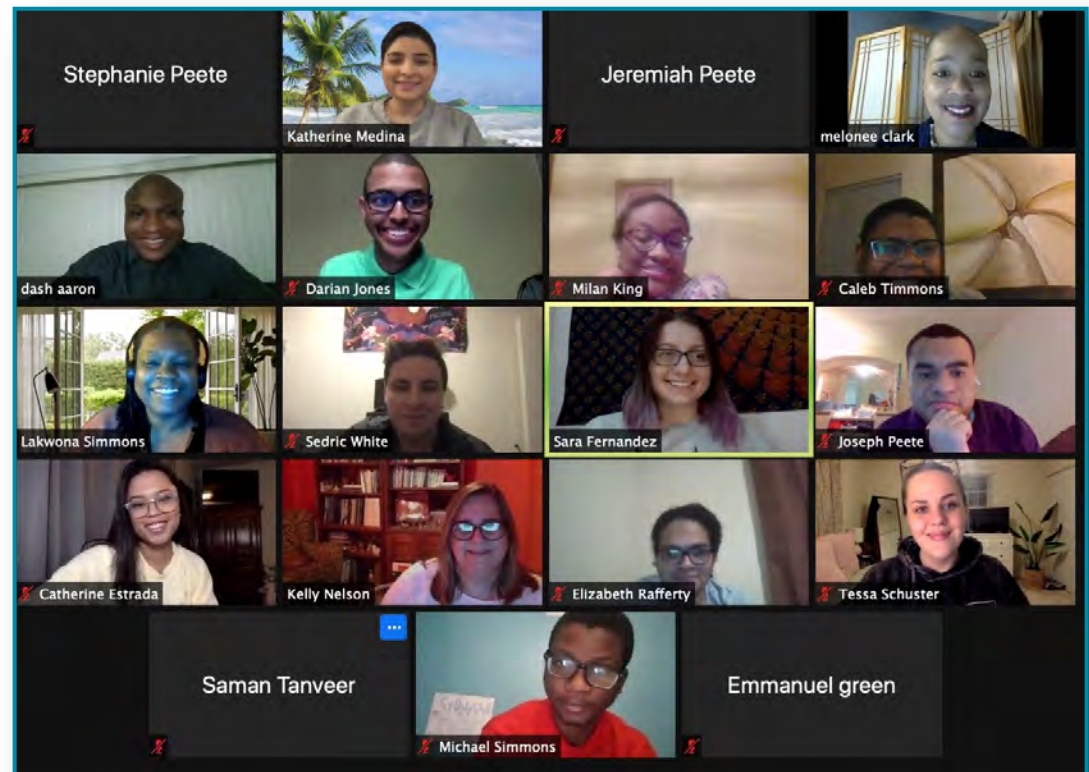 Stephanie Peete
Katherine Medina
Jeremiah Peete
melonee clark
dash aaron
Darian Jones
Milan King
Caleb Timmons
Lakwona Simmons
Sedric White
Sara Fernandez
Joseph Peete
Catherine Estrada
Kelly Nelson
Elizabeth Rafferty
Tessa Schuster
Saman Tanveer
Michael Simmons
Emmanuel green